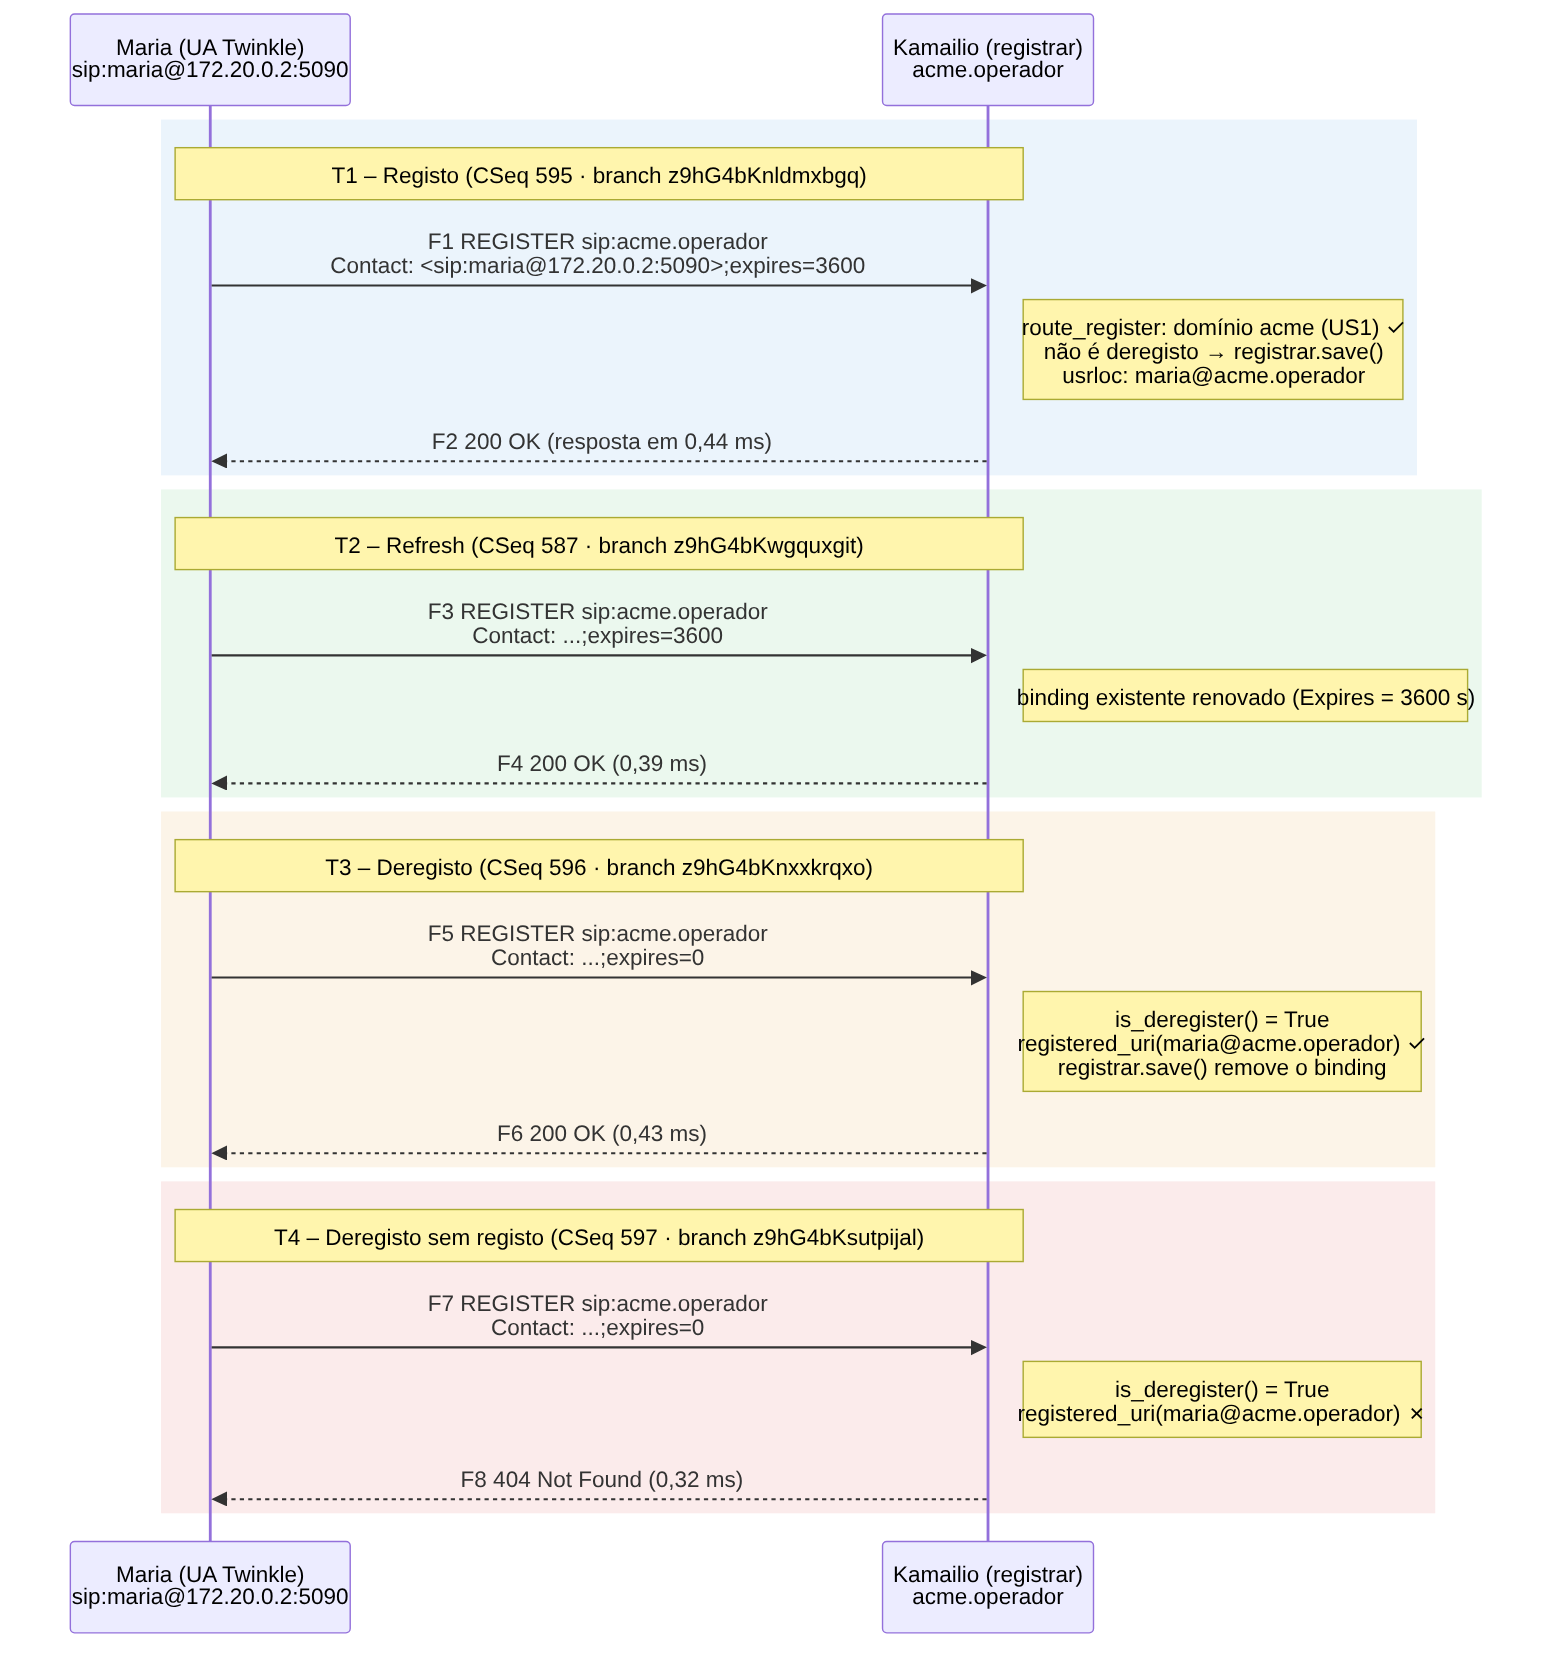 Maria (UA Twinkle)
sip:maria@172.20.0.2:5090
Kamailio (registrar)
acme.operador
T1 – Registo (CSeq 595 · branch z9hG4bKnldmxbgq)
F1 REGISTER sip:acme.operador
Contact: <sip:maria@172.20.0.2:5090>;expires=3600
route_register: domínio acme (US1) ✓
não é deregisto → registrar.save()
usrloc: maria@acme.operador
F2 200 OK (resposta em 0,44 ms)
T2 – Refresh (CSeq 587 · branch z9hG4bKwgquxgit)
F3 REGISTER sip:acme.operador
Contact: ...;expires=3600
binding existente renovado (Expires = 3600 s)
F4 200 OK (0,39 ms)
T3 – Deregisto (CSeq 596 · branch z9hG4bKnxxkrqxo)
F5 REGISTER sip:acme.operador
Contact: ...;expires=0
is_deregister() = True
registered_uri(maria@acme.operador) ✓
registrar.save() remove o binding
F6 200 OK (0,43 ms)
T4 – Deregisto sem registo (CSeq 597 · branch z9hG4bKsutpijal)
F7 REGISTER sip:acme.operador
Contact: ...;expires=0
is_deregister() = True
registered_uri(maria@acme.operador) ✗
F8 404 Not Found (0,32 ms)
Maria (UA Twinkle)
sip:maria@172.20.0.2:5090
Kamailio (registrar)
acme.operador